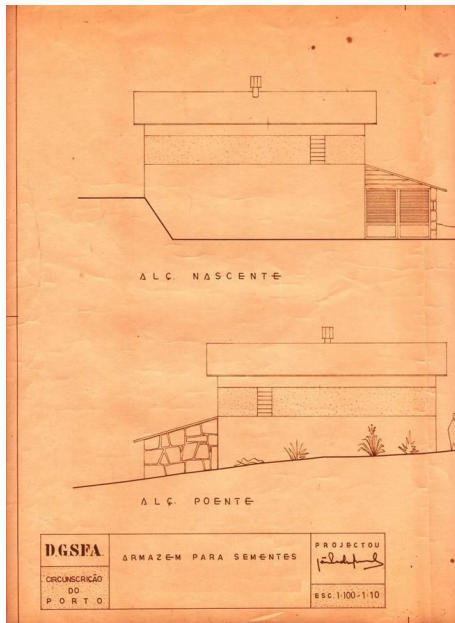 ALÇ. NASCENTE
ALÇ. POENTE
D.G.S.F.A.
CIRCUNSCRIÇÃO
DO
PORTO
ARMAZEM PARA SEMENTES
PROJECTOU
ESC. 1·100-1·10